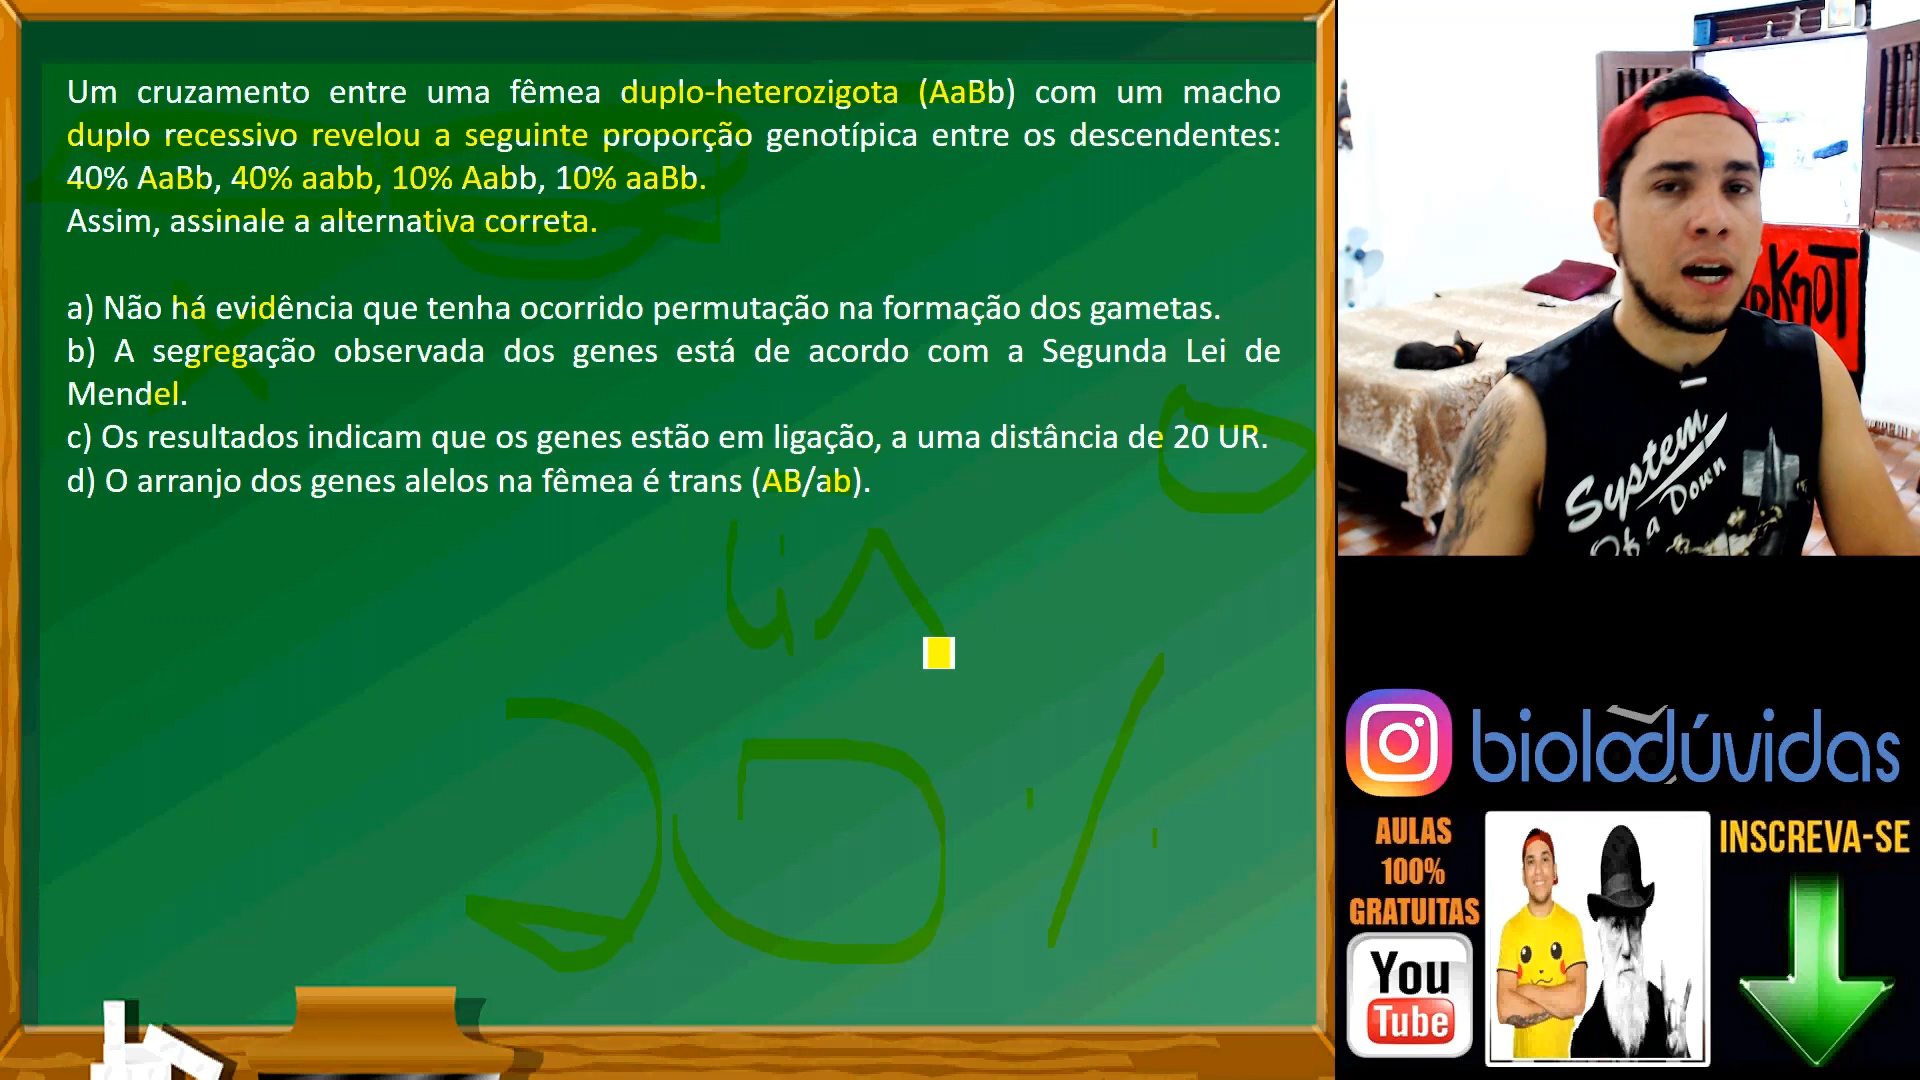 Um cruzamento entre uma fêmea duplo-heterozigota (AaBb) com um macho
duplo recessivo revelou a seguinte proporção genotípica entre os descendentes:
40% AaBb, 40% aabb, 10% Aabb, 10% aaBb.
Assim, assinale a alternativa correta.
a) Não há evidência que tenha ocorrido permutação na formação dos gametas.
b) A segregação observada dos genes está de acordo com a Segunda Lei de
Mendel.
c) Os resultados indicam que os genes estão em ligação, a uma distância de 20 UR.
d) O arranjo dos genes alelos na fêmea é trans (AB/ab).
20 %
System
Of a Down
KnoT
biolodúvidas
AULAS
100%
GRATUITAS
You
Tube
INSCREVA-SE